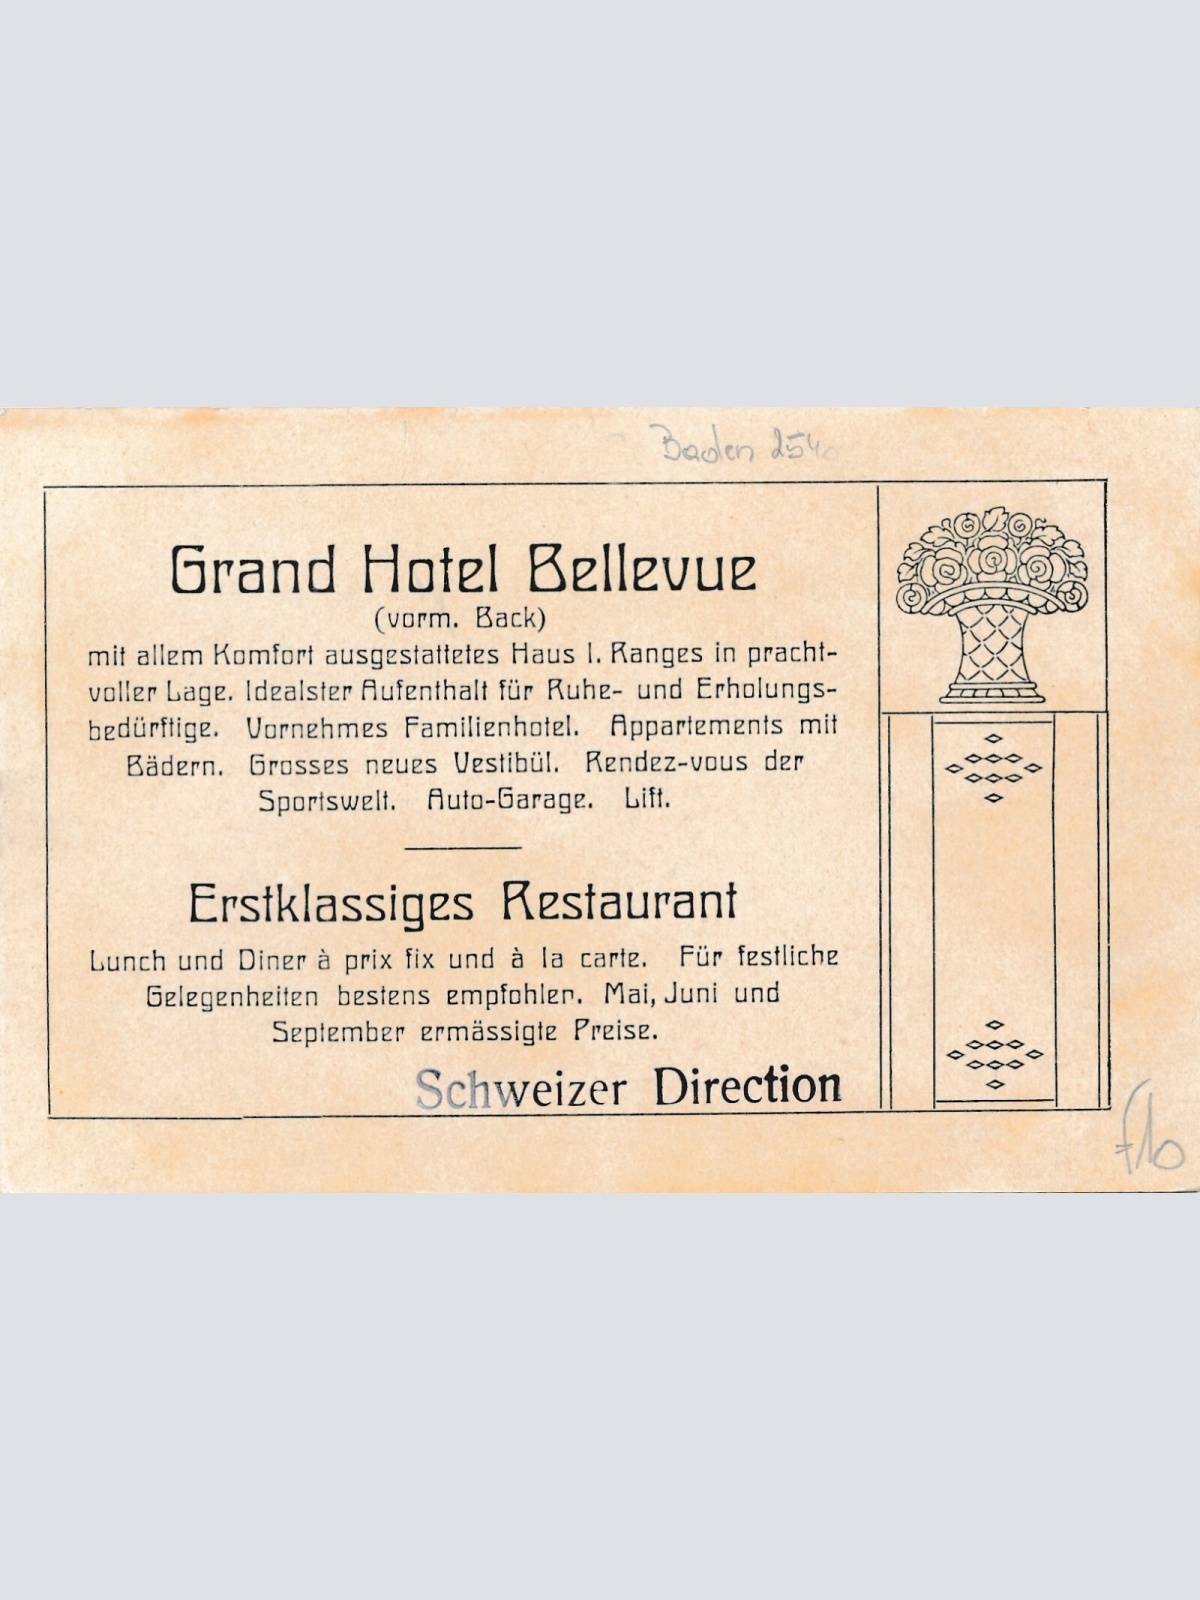 Baden 254
Grand Hotel Bellevue
(vorm. Back)
mit allem Komfort ausgestattetes Haus I. Ranges in pracht-
voller Lage. Idealster Aufenthalt für Ruhe- und Erholungs-
bedürftige. Vornehmes Familienhotel. Appartements mit
Bädern. Grosses neues Vestibül. Rendez-vous der
Sportswelt. Auto-Garage. Lift.
Erstklassiges Restaurant
Lunch und Diner à prix fix und à la carte. Für festliche
Gelegenheiten bestens empfohlen. Mai, Juni und
September ermässigte Preise.
Schweizer Direction